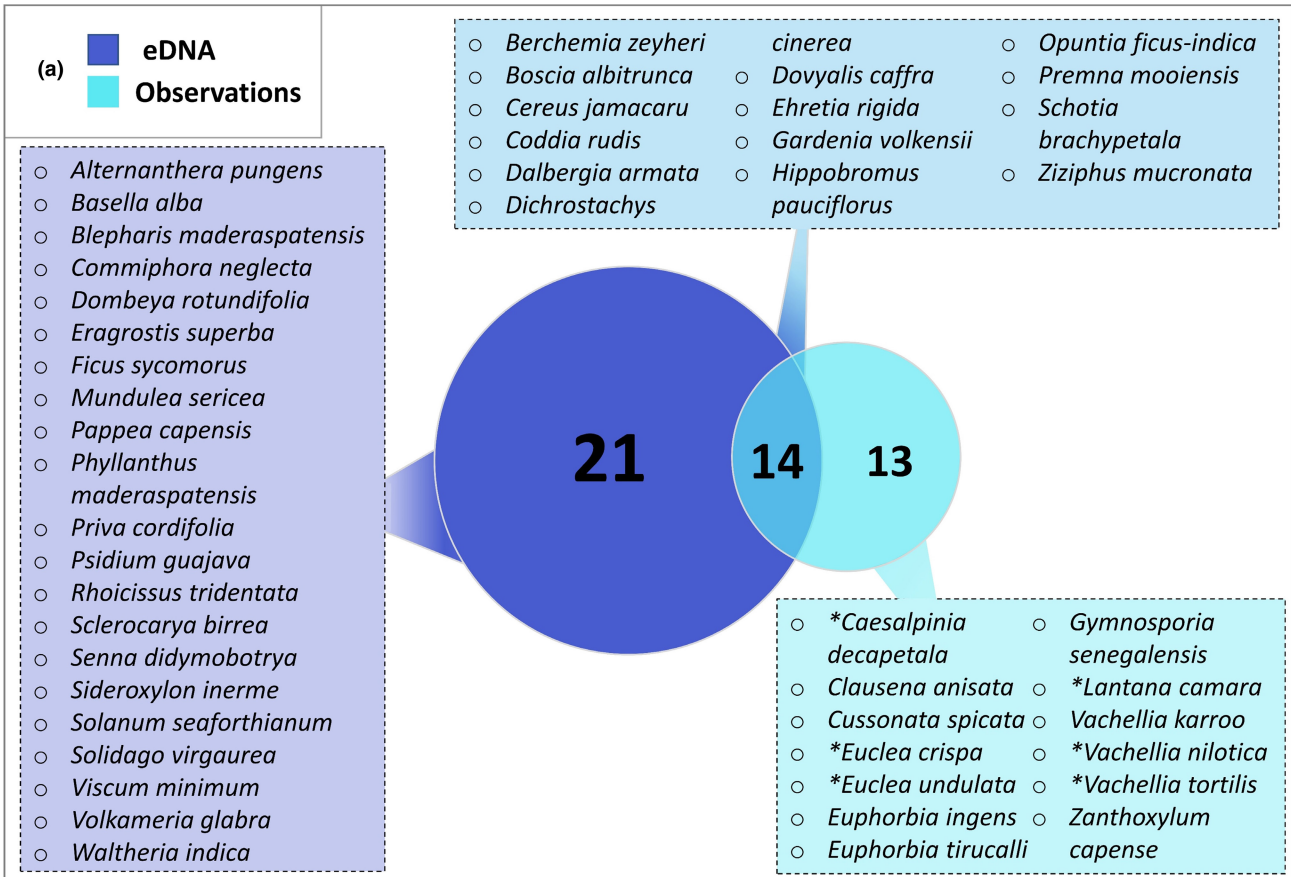 (a)
eDNA
Observations
○ Berchemia zeyheri
○ Boscia albitrunca
○ Cereus jamacaru
○ Coddia rudis
○ Dalbergia armata
○ Dichrostachys
cinerea
○ Dovyalis caffra
○ Ehretia rigida
○ Gardenia volkensii
○ Hippobromus
pauciflorus
○ Opuntia ficus-indica
○ Premna mooiensis
○ Schotia
brachypetala
○ Ziziphus mucronata
○ Alternanthera pungens
○ Basella alba
○ Blepharis maderaspatensis
○ Commiphora neglecta
○ Dombeya rotundifolia
○ Eragrostis superba
○ Ficus sycomorus
○ Mundulea sericea
○ Pappea capensis
○ Phyllanthus
maderaspatensis
○ Priva cordifolia
○ Psidium guajava
○ Rhoicissus tridentata
○ Sclerocarya birrea
○ Senna didymobotrya
○ Sideroxylon inerme
○ Solanum seaforthianum
○ Solidago virgaurea
○ Viscum minimum
○ Volkameria glabra
○ Waltheria indica
21
14
13
○ *Caesalpinia
decapetala
○ Clausena anisata
○ Cussonata spicata
○ *Euclea crispa
○ *Euclea undulata
○ Euphorbia ingens
○ Euphorbia tirucalli
○ Gymnosporia
senegalensis
○ *Lantana camara
○ Vachellia karroo
○ *Vachellia nilotica
○ *Vachellia tortilis
○ Zanthoxylum
capense